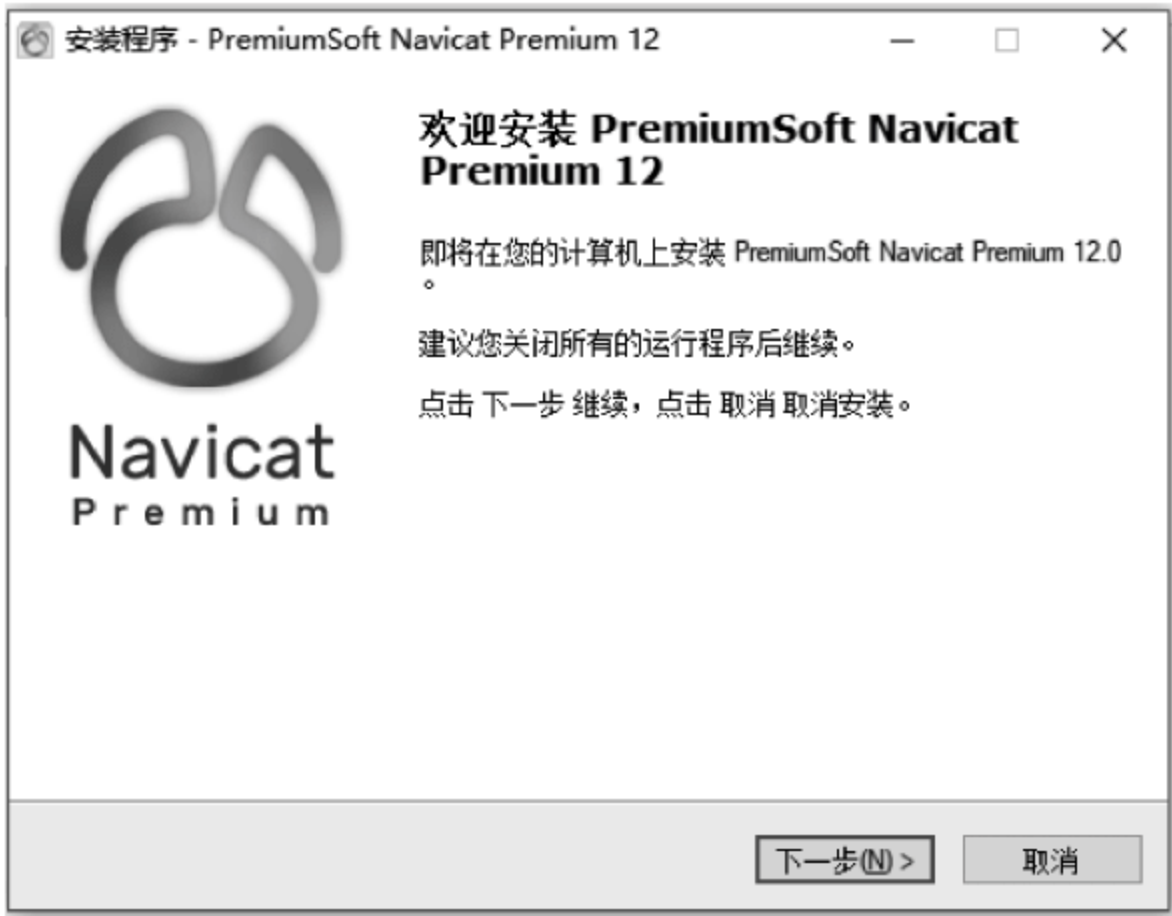 安装程序 - PremiumSoft Navicat Premium 12
欢迎安装 PremiumSoft Navicat
Premium 12
即将在您的计算机上安装 PremiumSoft Navicat Premium 12.0
。
建议您关闭所有的运行程序后继续。
点击 下一步 继续，点击 取消 取消安装。
Navicat
Premium
下一步(N) >
取消